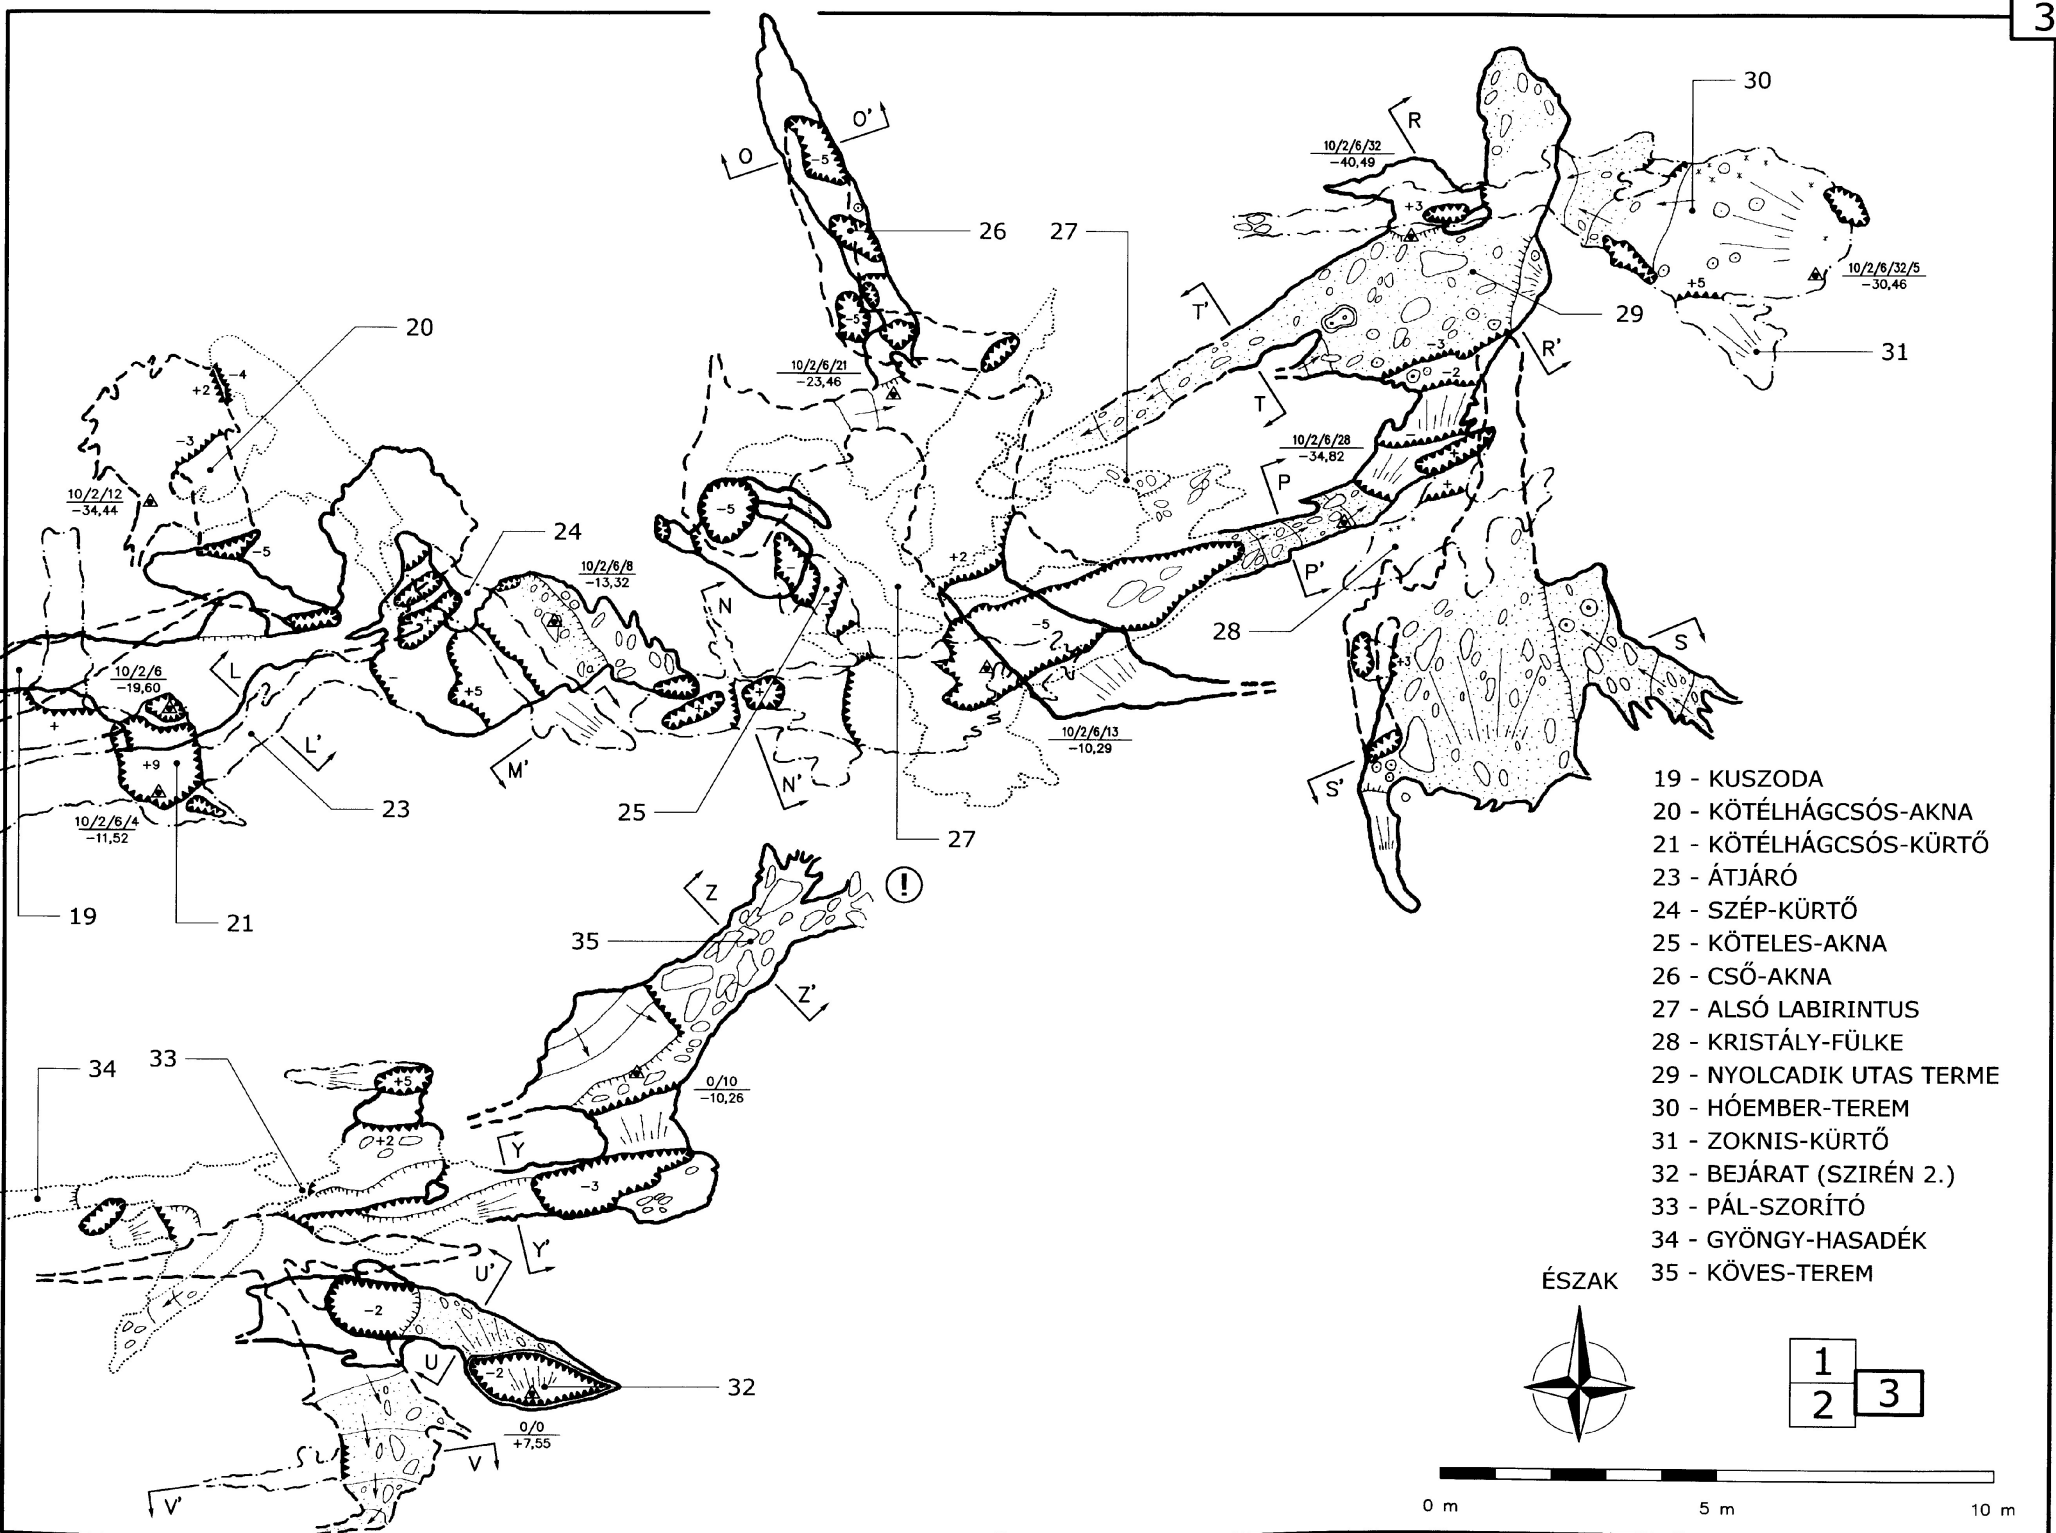 3
30
O'
R
O
10/2/6/32
-40,49
-5
+3
26
27
10/2/6/32/5
-30,46
+5
T'
29
20
-5
R'
31
-3
-2
10/2/6/21
-23,46
-4
+2
T
-3
10/2/6/28
-34,82
P
10/2/12
-34,44
-5
24
-5
+2
P'
10/2/6/8
-13,32
N
28
-5
S
+3
L
10/2/6
-19,60
+5
L'
M'
10/2/6/13
-10,29
+9
N'
S'
10/2/6/4
-11,52
23
25
27
19
21
19 - KUSZODA
20 - KÖTÉLHÁGCSÓS-AKNA
21 - KÖTÉLHÁGCSÓS-KÜRTŐ
23 - ÁTJÁRÓ
24 - SZÉP-KÜRTŐ
25 - KÖTELES-AKNA
26 - CSŐ-AKNA
27 - ALSÓ LABIRINTUS
28 - KRISTÁLY-FÜLKE
29 - NYOLCADIK UTAS TERME
30 - HÓEMBER-TEREM
31 - ZOKNIS-KÜRTŐ
32 - BEJÁRAT (SZIRÉN 2.)
33 - PÁL-SZORÍTÓ
34 - GYÖNGY-HASADÉK
35 - KÖVES-TEREM
Z
!
35
Z'
34
33
+5
0/10
-10,26
+2
Y
-3
Y'
U'
-2
U
-2
32
0/0
+7,55
V
V'
ÉSZAK
1
2
3
0 m
5 m
10 m